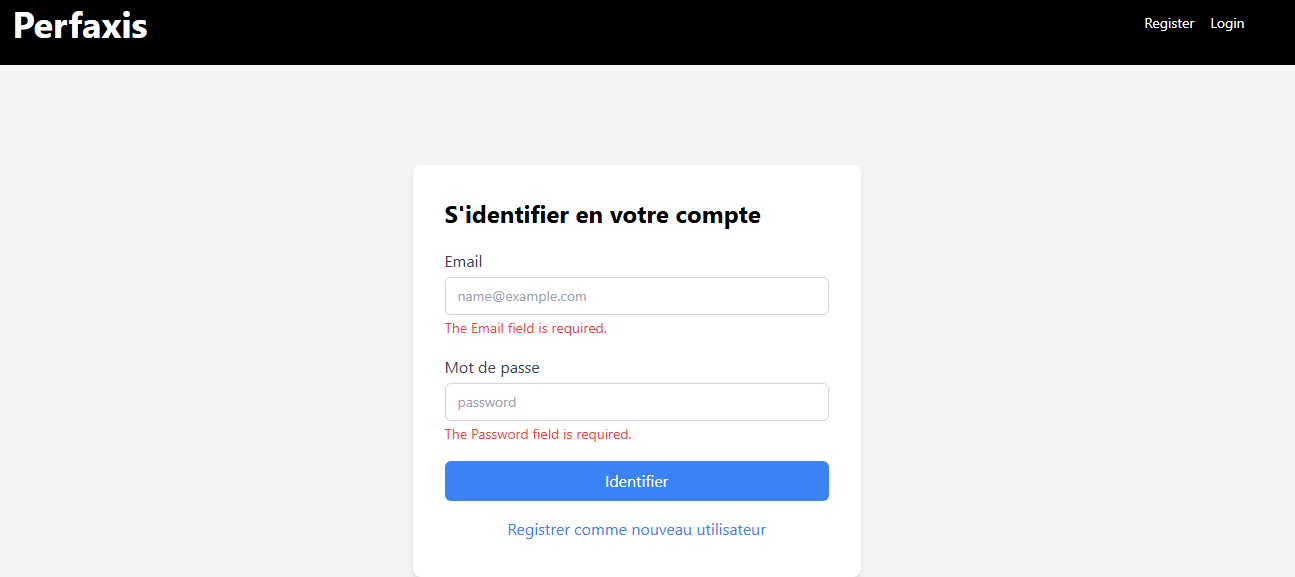 Perfaxis
Register Login
S'identifier en votre compte
Email
name@example.com
The Email field is required.
Mot de passe
password
The Password field is required.
Identifier
Registrer comme nouveau utilisateur